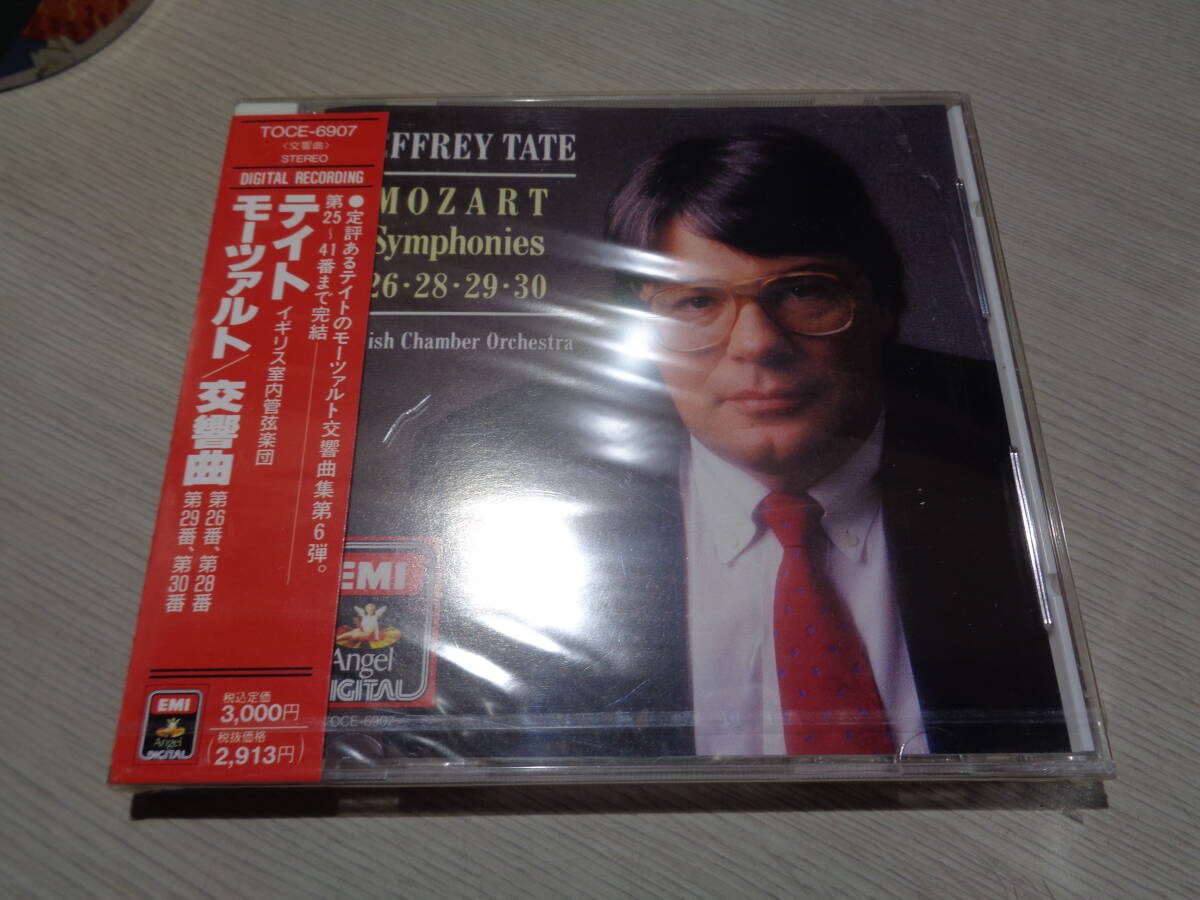 TOCE-6907
〈交響曲〉
STEREO
DIGITAL RECORDING
●定評あるテイトのモーツァルト交響曲集第6弾。
第25〜41番まで完結
テイト
イギリス室内管弦楽団
モーツァルト/交響曲
第26番、第28番
第29番、第30番
EMI
Angel
DIGITAL
税込定価
3,000円
税抜価格
(2,913円)
EFFREY TATE
MOZART
Symphonies
26·28·29·30
ish Chamber Orchestra
EMI
Angel
DIGITAL
TOCE-6907